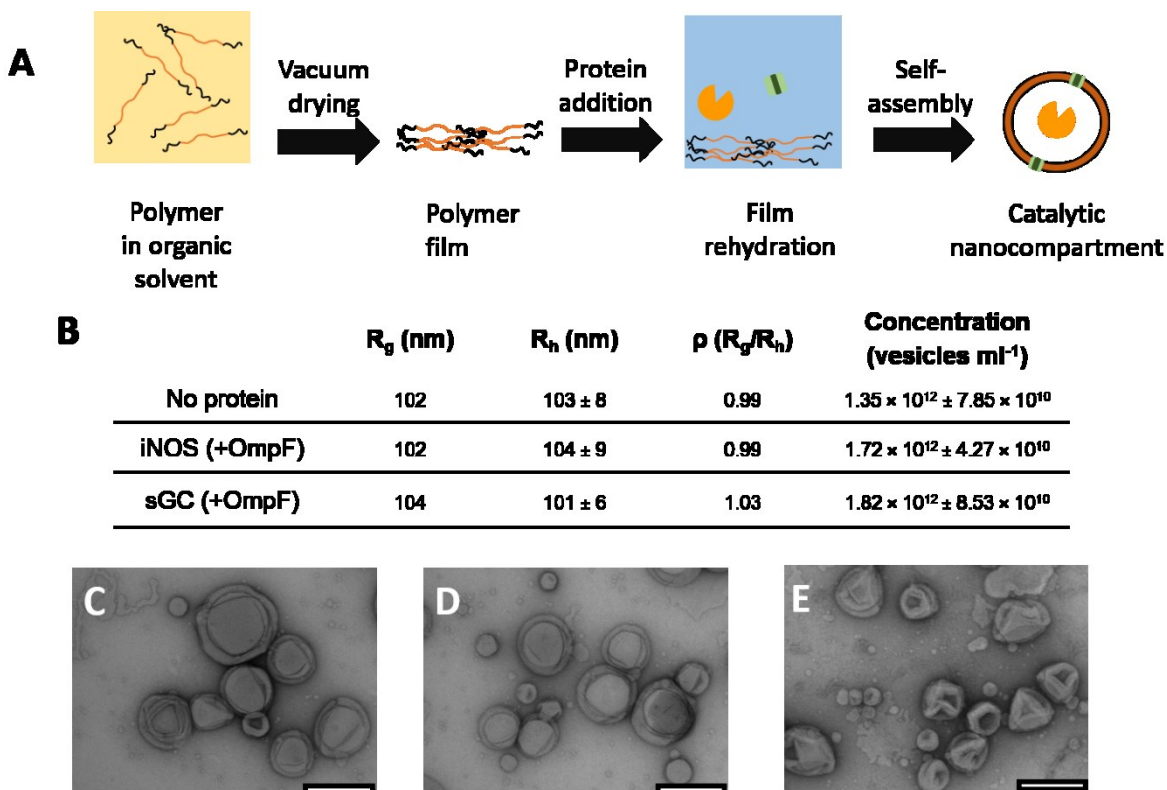 A
Vacuum drying
Protein addition
Self-assembly
Polymer in organic solvent
Polymer film
Film rehydration
Catalytic nanocompartment
B
Rg (nm) Rh (nm) ρ (Rg/Rh) Concentration (vesicles ml⁻¹)
No protein 102 103 ± 8 0.99 1.35 × 10¹² ± 7.85 × 10¹⁰
iNOS (+OmpF) 102 104 ± 9 0.99 1.72 × 10¹² ± 4.27 × 10¹⁰
sGC (+OmpF) 104 101 ± 6 1.03 1.82 × 10¹² ± 8.53 × 10¹⁰
C
D
E